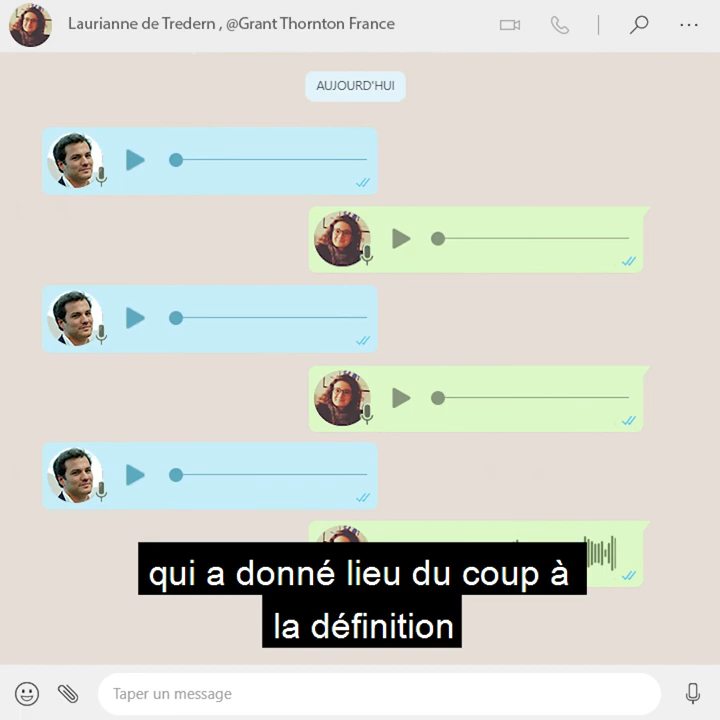 Laurianne de Tredern , @Grant Thornton France
AUJOURD'HUI
qui a donné lieu du coup à
la définition
Taper un message